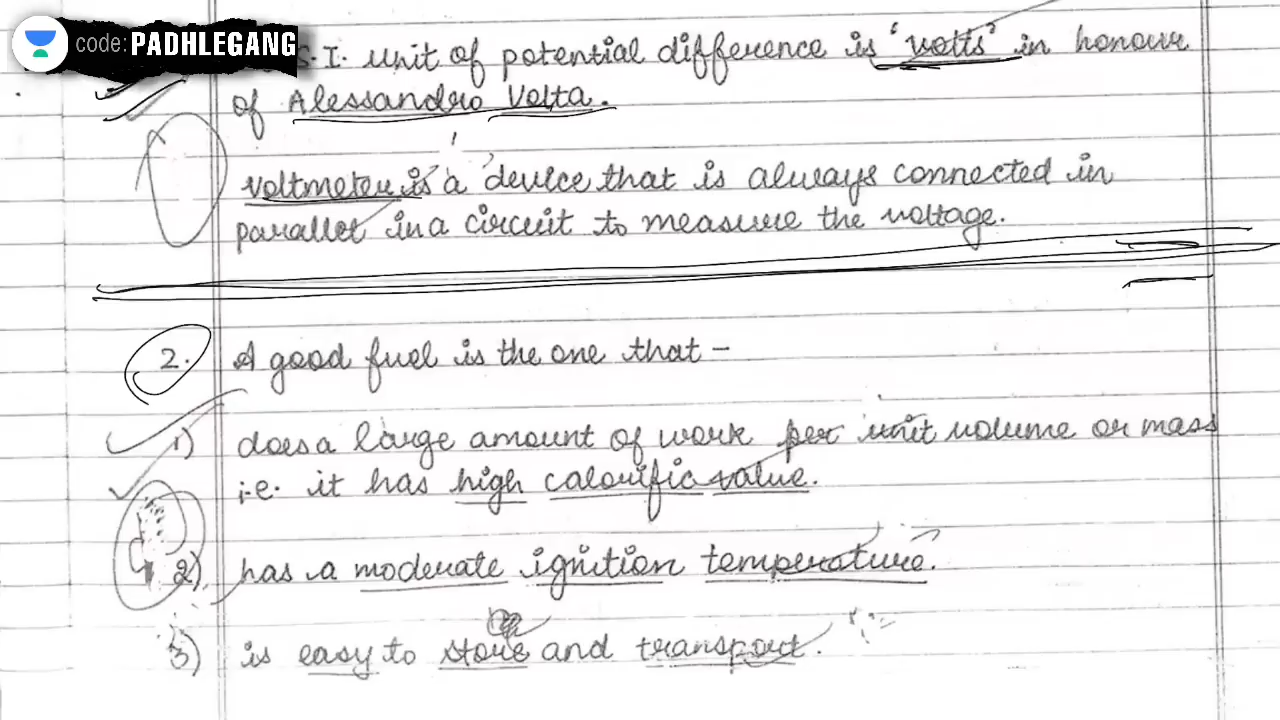 code: PADHLEGANG
S.I. unit of potential difference is 'volts' in honour
of Alessandro Volta.
voltmeter is a device that is always connected in
parallel in a circuit to measure the voltage.
2. A good fuel is the one that –
1) does a large amount of work per unit volume or mass
i.e. it has high calorific value.
2) has a moderate ignition temperature.
3) is easy to store and transport.